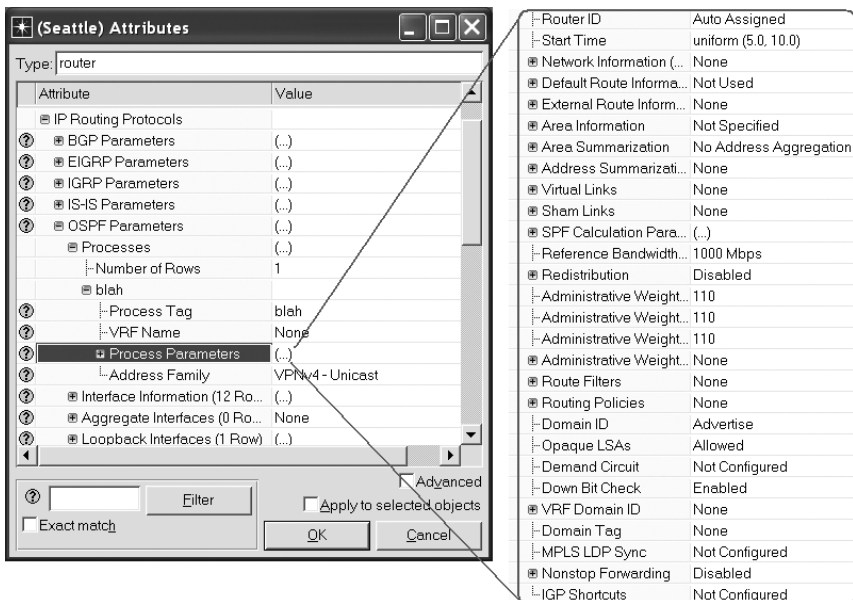 (Seattle) Attributes
Type: router
Attribute Value
IP Routing Protocols
BGP Parameters (...)
EIGRP Parameters (...)
IGRP Parameters (...)
IS-IS Parameters (...)
OSPF Parameters (...)
Processes (...)
Number of Rows 1
blah
Process Tag blah
VRF Name None
Process Parameters (...)
Address Family VPNv4 - Unicast
Interface Information (12 Ro... (...)
Aggregate Interfaces (0 Ro... None
Loopback Interfaces (1 Row) (...)
Advanced
Filter
Apply to selected objects
Exact match
OK Cancel
Router ID Auto Assigned
Start Time uniform (5.0, 10.0)
Network Information (... None
Default Route Informa... Not Used
External Route Inform... None
Area Information Not Specified
Area Summarization No Address Aggregation
Address Summarizati... None
Virtual Links None
Sham Links None
SPF Calculation Para... (...)
Reference Bandwidth... 1000 Mbps
Redistribution Disabled
Administrative Weight... 110
Administrative Weight... 110
Administrative Weight... 110
Administrative Weight... None
Route Filters None
Routing Policies None
Domain ID Advertise
Opaque LSAs Allowed
Demand Circuit Not Configured
Down Bit Check Enabled
VRF Domain ID None
Domain Tag None
MPLS LDP Sync Not Configured
Nonstop Forwarding Disabled
IGP Shortcuts Not Configured